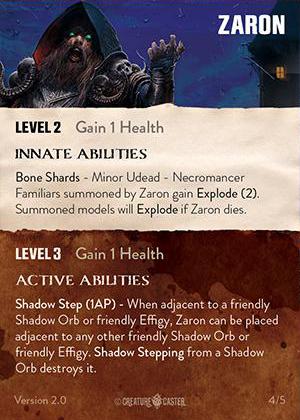 ZARON
LEVEL 2 Gain 1 Health
INNATE ABILITIES
Bone Shards - Minor Udead - Necromancer
Familiars summoned by Zaron gain Explode (2).
Summoned models will Explode if Zaron dies.
LEVEL 3 Gain 1 Health
ACTIVE ABILITIES
Shadow Step (1AP) - When adjacent to a friendly
Shadow Orb or friendly Effigy, Zaron can be placed
adjacent to any other friendly Shadow Orb or
friendly Effigy. Shadow Stepping from a Shadow
Orb destroys it.
Version 2.0 © CREATURE CASTER 4/5